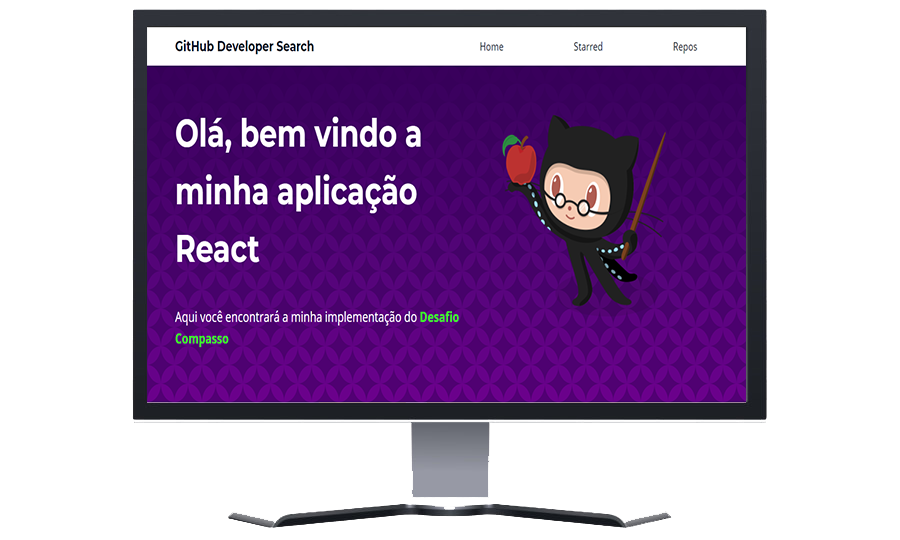 GitHub Developer Search
Home
Starred
Repos
Olá, bem vindo a
minha aplicação
React
Aqui você encontrará a minha implementação do Desafio
Compasso